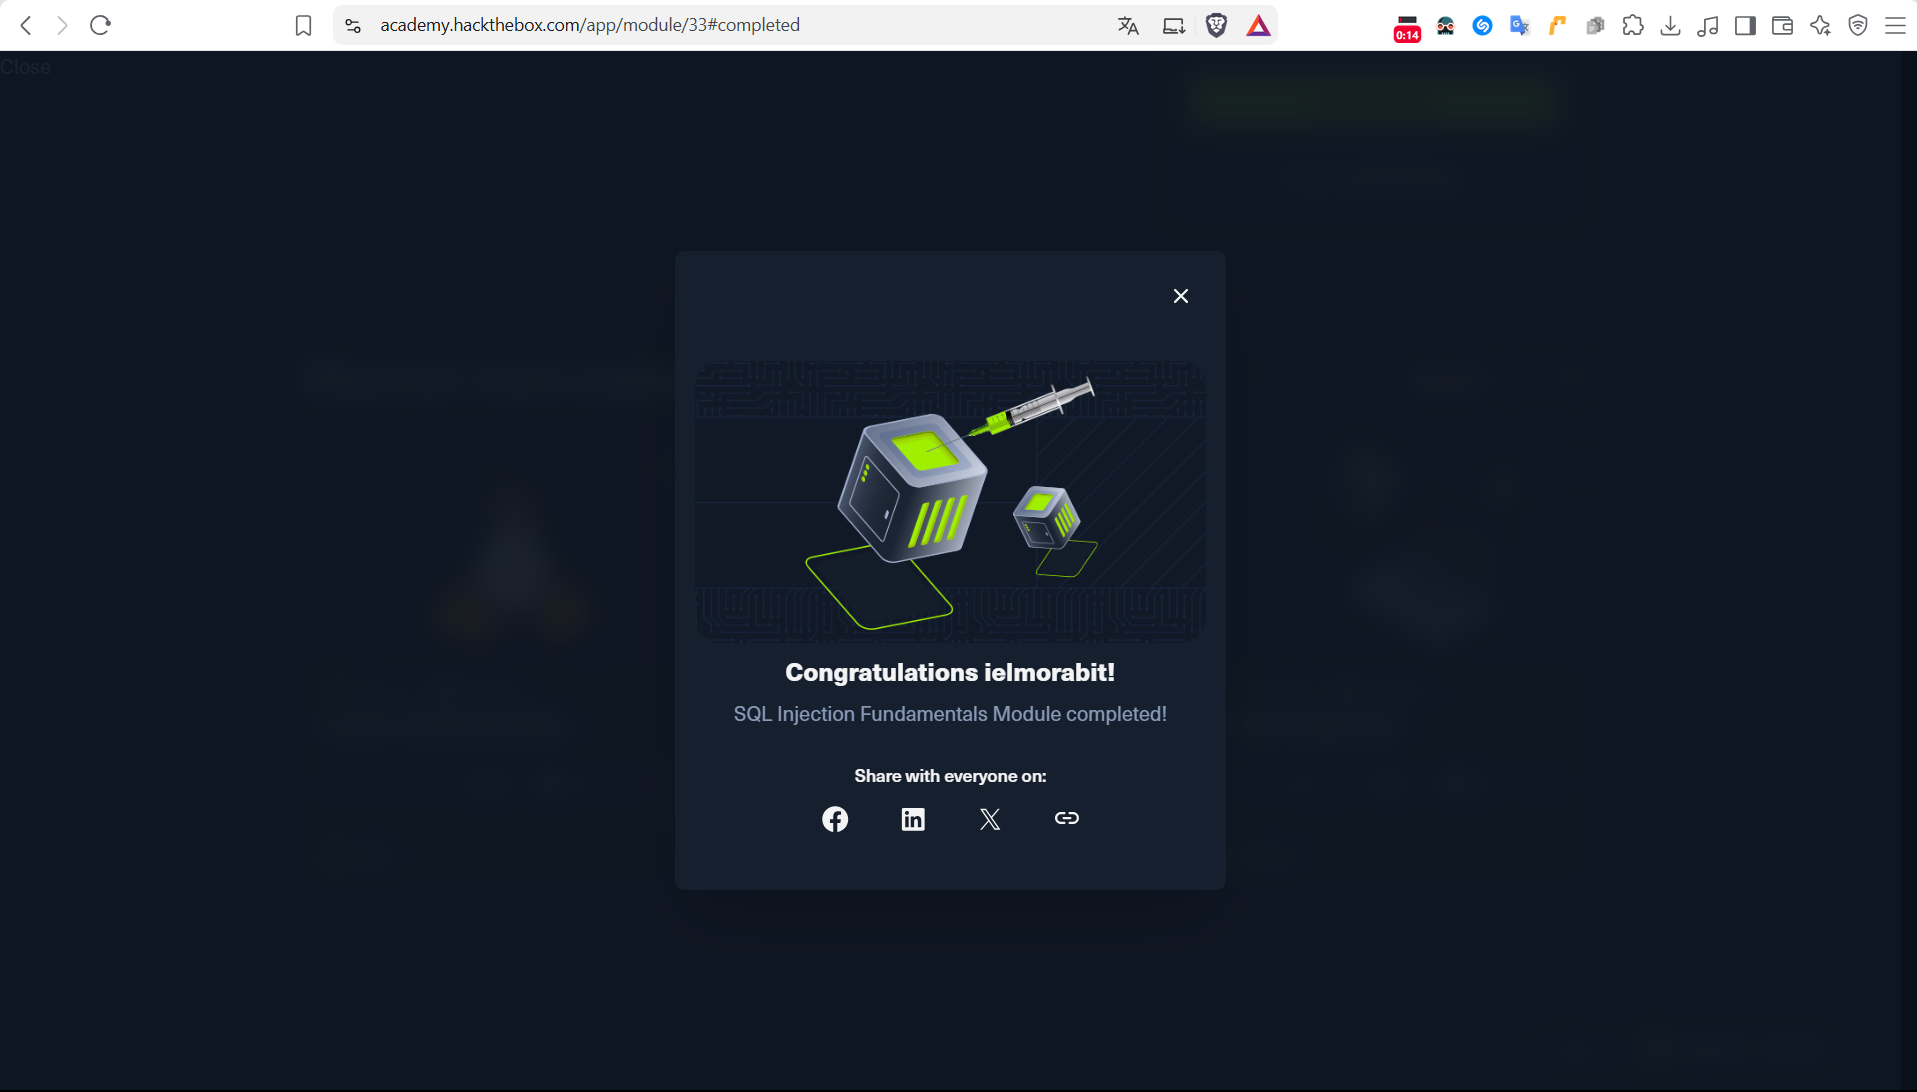 academy.hackthebox.com/app/module/33#completed
0:14
Close
Congratulations ielmorabit!
SQL Injection Fundamentals Module completed!
Share with everyone on: